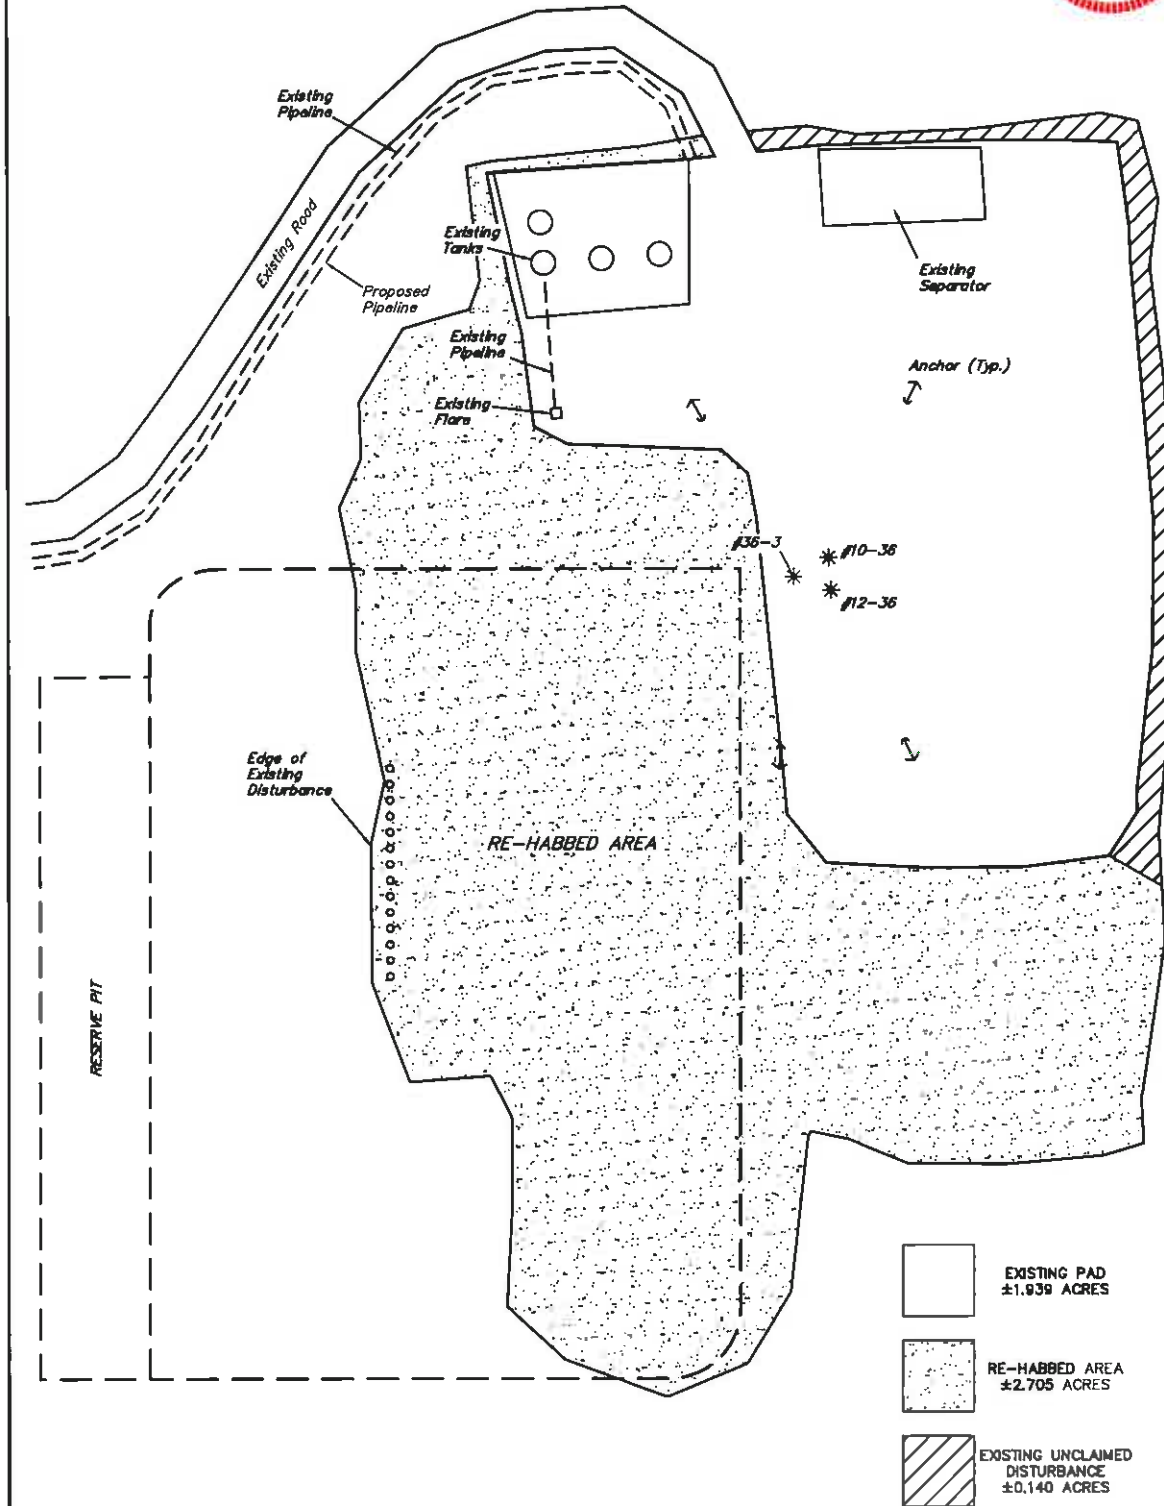 Existing
Pipeline
Existing Road
Existing
Tanks
Proposed
Pipeline
Existing
Separator
Existing
Pipeline
Anchor (Typ.)
Existing
Flare
#36-3
#10-36
#12-36
Edge of
Existing
Disturbance
RE-HABBED AREA
RESERVE PIT
EXISTING PAD
±1.939 ACRES
RE-HABBED AREA
±2.705 ACRES
EXISTING UNCLAIMED
DISTURBANCE
±0.140 ACRES